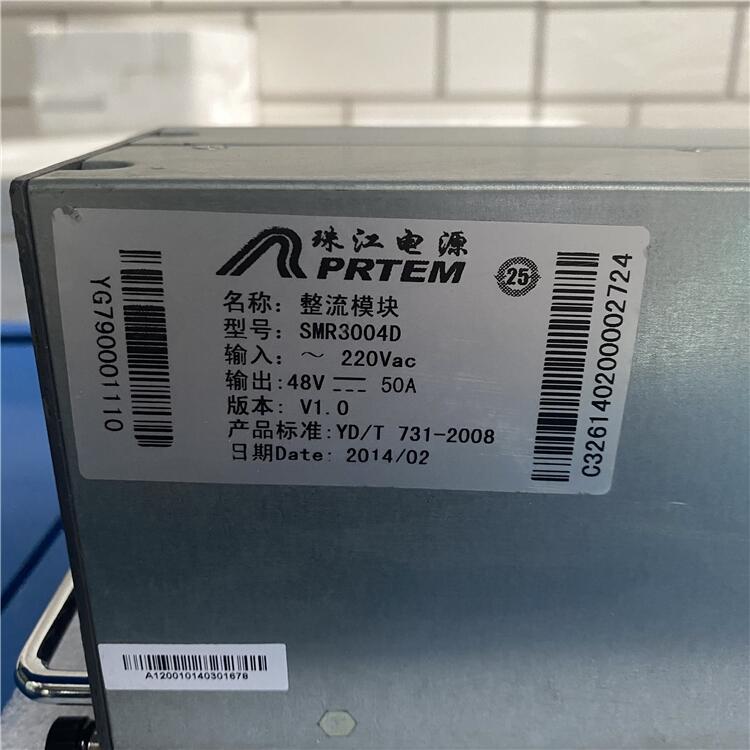 珠江电源
PRTEM
25
名称: 整流模块
型号: SMR3004D
输入: ～ 220Vac
输出:48V⎓ 50A
版本: V1.0
产品标准:YD/T 731-2008
日期Date: 2014/02
YG790001110
C326140200002724
A120010140301678